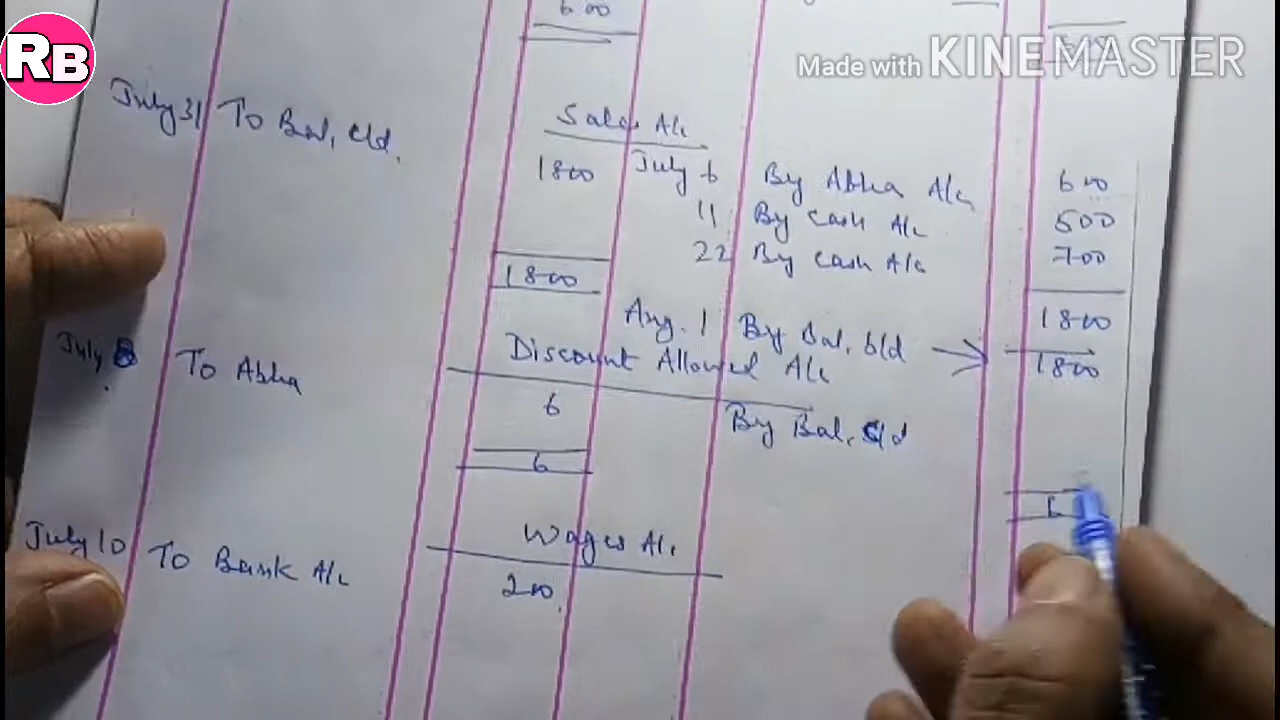 RB
Made with KINEMASTER
600
Sales A/c
July 31 To Bal, c/d. 1800 July 6 By Abha A/c 600
11 By cash A/c 500
22 By cash A/c 700
1800 1800
Aug. 1 By Bal, b/d 1800
Discount Allowed A/c
July 8 To Abha 6 By Bal, c/d
6
Wages A/c
July 10 To Bank A/c 200